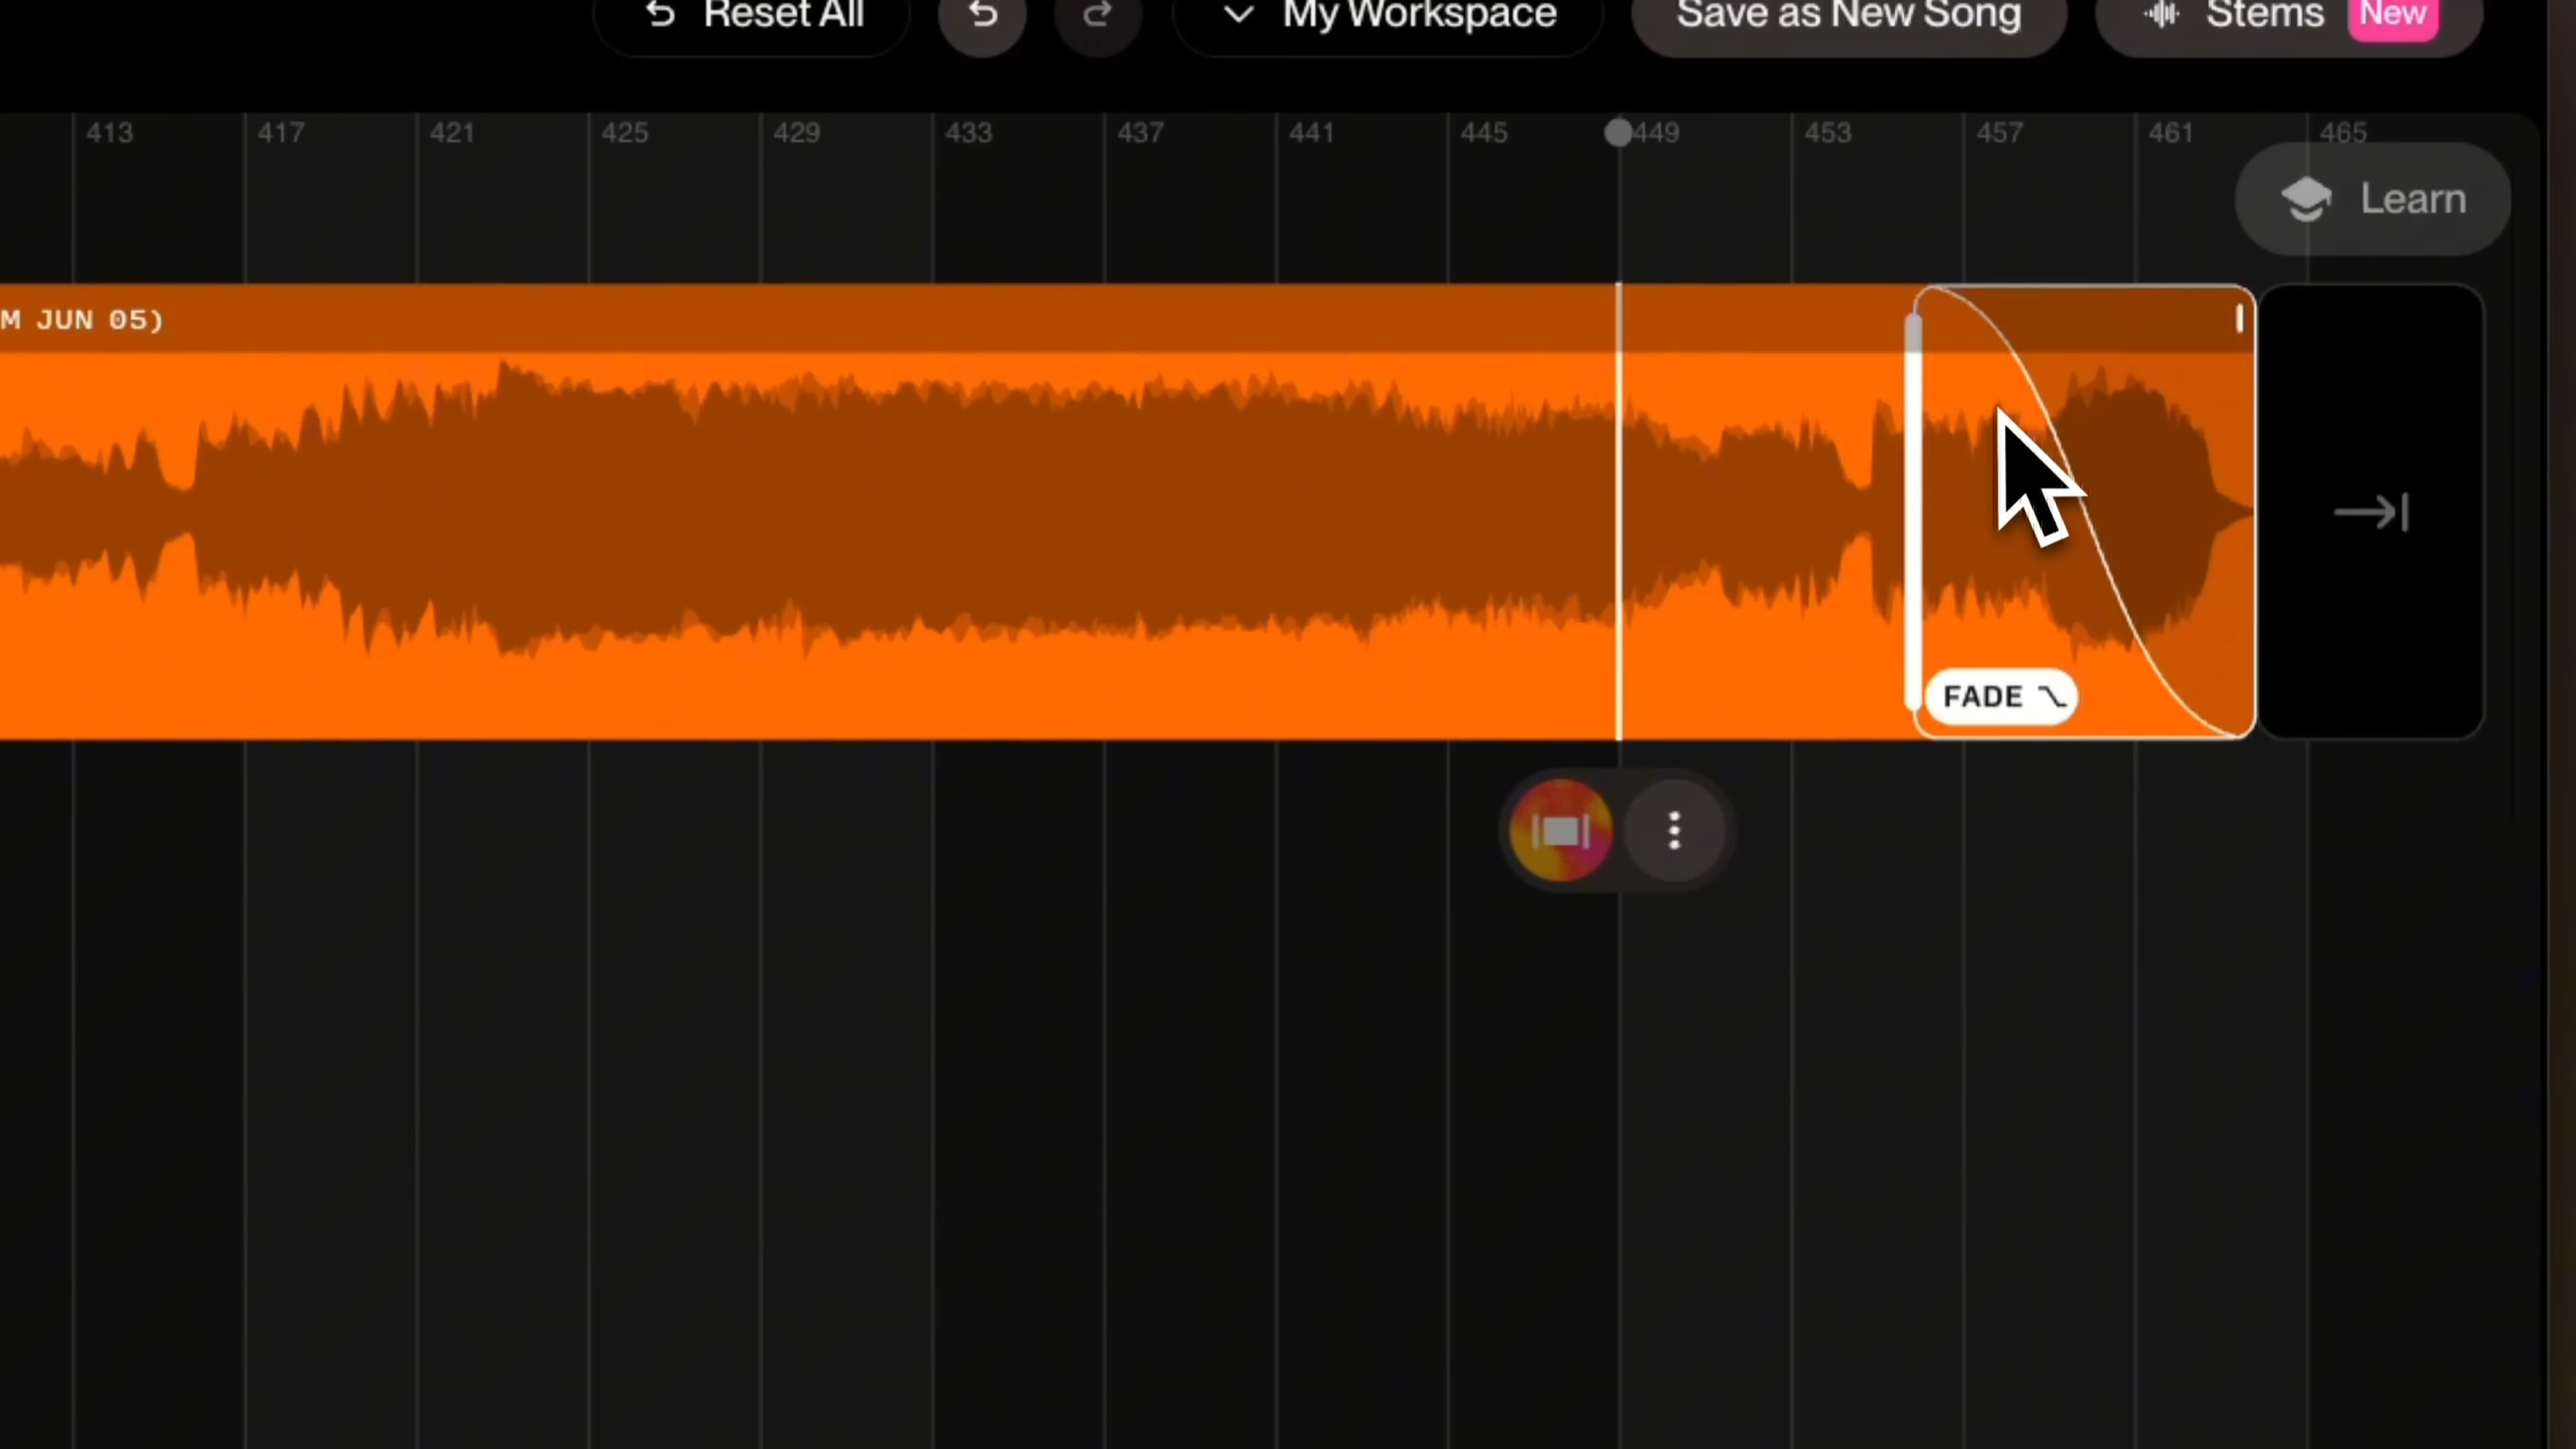 Reset All
My Workspace
Save as New Song
Stems New
413 417 421 425 429 433 437 441 445 449 453 457 461 465
Learn
M JUN 05)
FADE